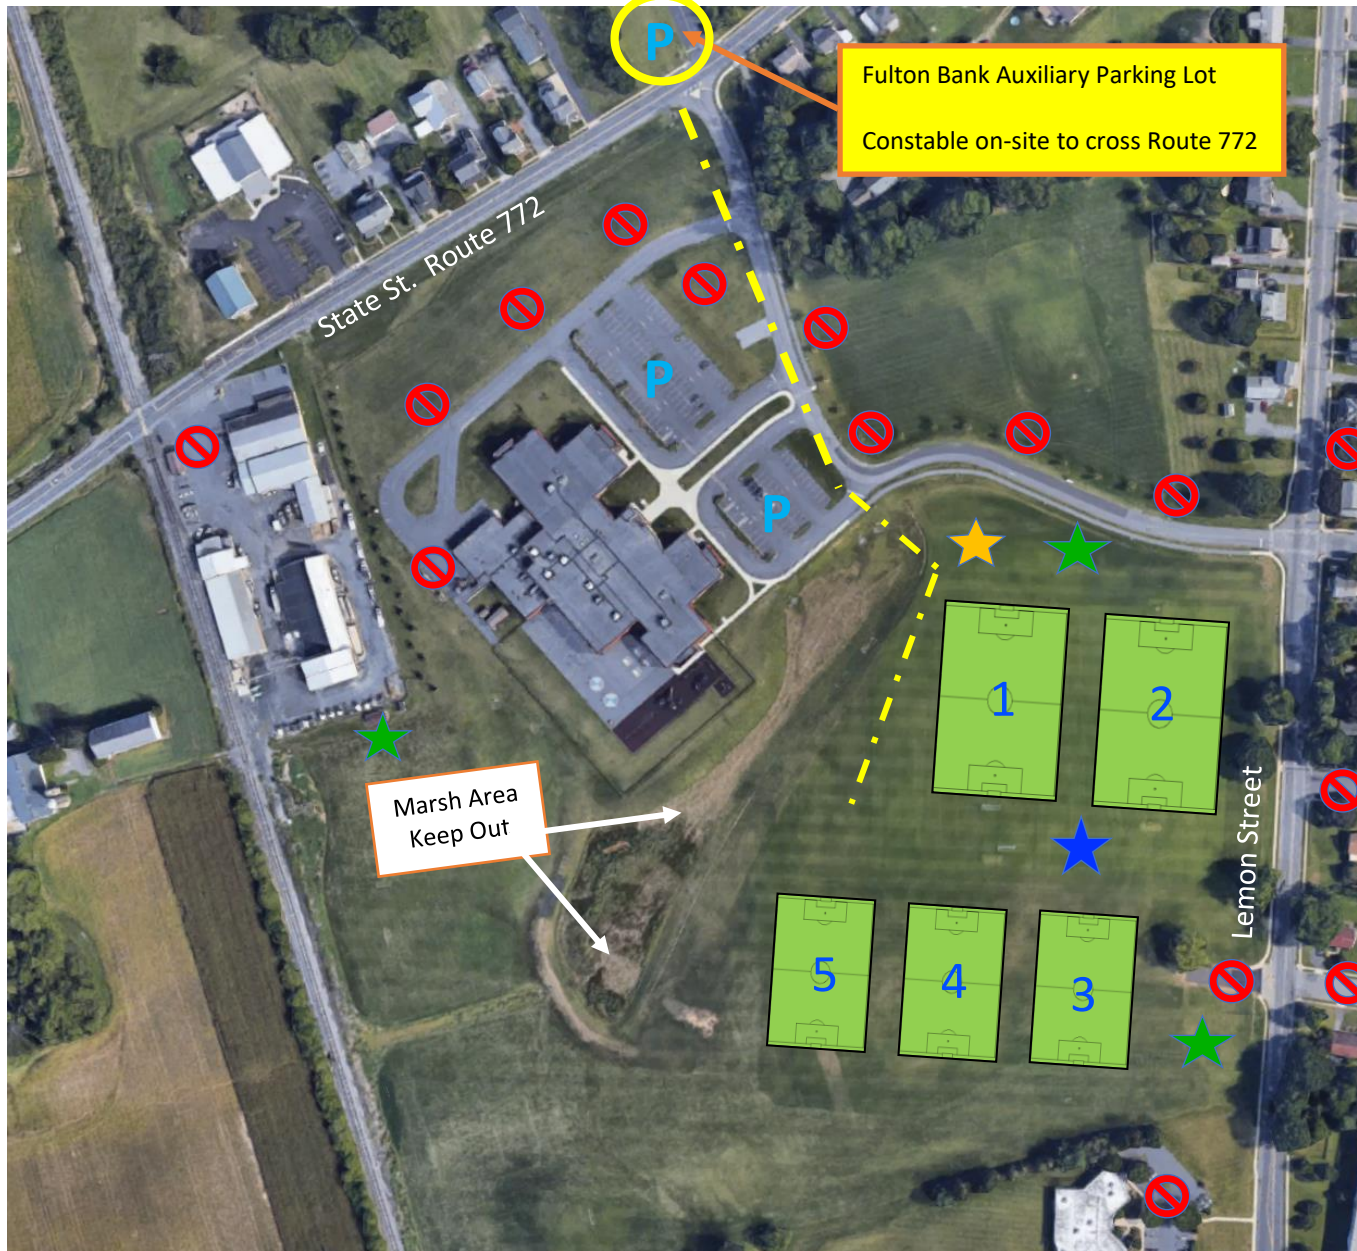 P
Fulton Bank Auxiliary Parking Lot
Constable on-site to cross Route 772
State St. Route 772
P
P
1
2
Marsh Area
Keep Out
Lemon Street
5
4
3